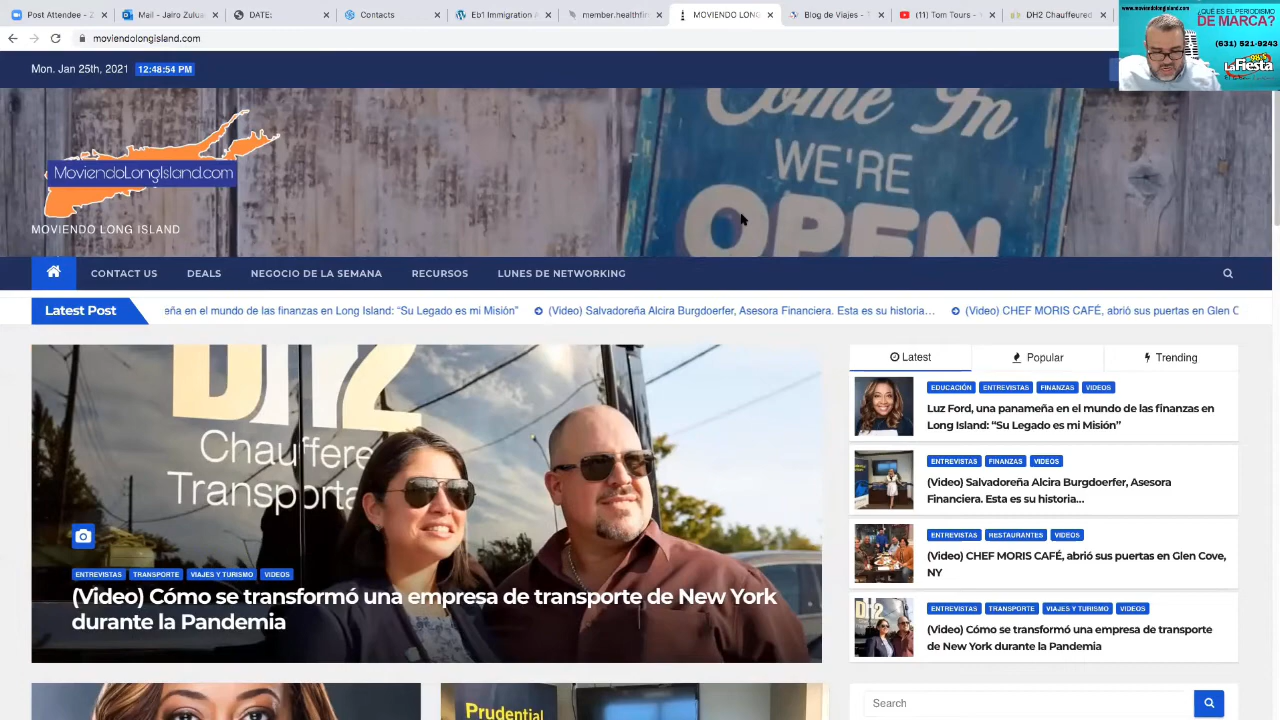 Post Attendee -
Mail - Jairo Zulua
DATE:
Contacts
Eb1 Immigration A
member.healthfir
MOVIENDO LONG
Blog de Viajes - T
(11) Tom Tours - Y
DH2 Chauffeured
moviendolongisland.com
www.moviendolongisland.com
¿QUÉ ES EL PERIODISMO
DE MARCA?
(631) 521-9243
98.5
LaFiesta
Mon. Jan 25th, 2021
12:48:54 PM
Come In
WE'RE
OPEN
MoviendoLongIsland.com
MOVIENDO LONG ISLAND
CONTACT US
DEALS
NEGOCIO DE LA SEMANA
RECURSOS
LUNES DE NETWORKING
Latest Post
eña en el mundo de las finanzas en Long Island: “Su Legado es mi Misión”
(Video) Salvadoreña Alcira Burgdoerfer, Asesora Financiera. Esta es su historia…
(Video) CHEF MORIS CAFÉ, abrió sus puertas en Glen C
DH2
Chauffere
Transporta
ENTREVISTAS
TRANSPORTE
VIAJES Y TURISMO
VIDEOS
(Video) Cómo se transformó una empresa de transporte de New York
durante la Pandemia
Prudential
Latest
Popular
Trending
EDUCACIÓN
ENTREVISTAS
FINANZAS
VIDEOS
Luz Ford, una panameña en el mundo de las finanzas en
Long Island: “Su Legado es mi Misión”
ENTREVISTAS
FINANZAS
VIDEOS
(Video) Salvadoreña Alcira Burgdoerfer, Asesora
Financiera. Esta es su historia…
ENTREVISTAS
RESTAURANTES
VIDEOS
(Video) CHEF MORIS CAFÉ, abrió sus puertas en Glen Cove,
NY
DH2
ENTREVISTAS
TRANSPORTE
VIAJES Y TURISMO
VIDEOS
(Video) Cómo se transformó una empresa de transporte
de New York durante la Pandemia
Search